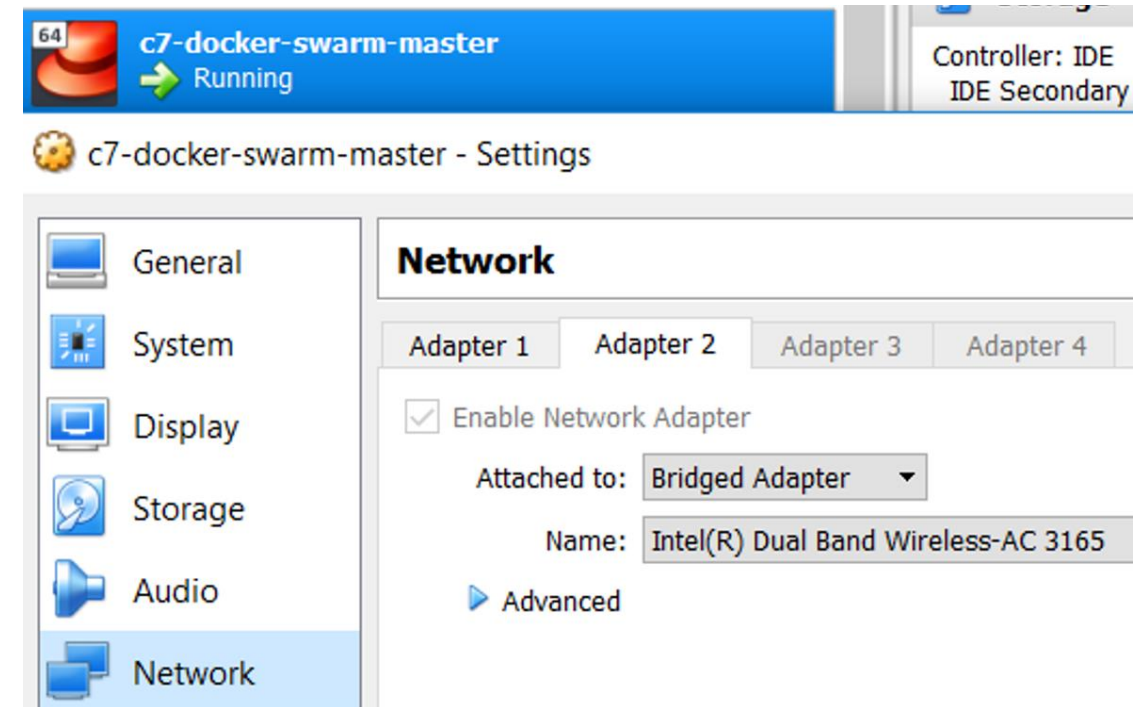 64
c7-docker-swarm-master
Running
Controller: IDE
IDE Secondary
c7-docker-swarm-master - Settings
General
System
Display
Storage
Audio
Network
Network
Adapter 1
Adapter 2
Adapter 3
Adapter 4
Enable Network Adapter
Attached to: Bridged Adapter
Name: Intel(R) Dual Band Wireless-AC 3165
Advanced